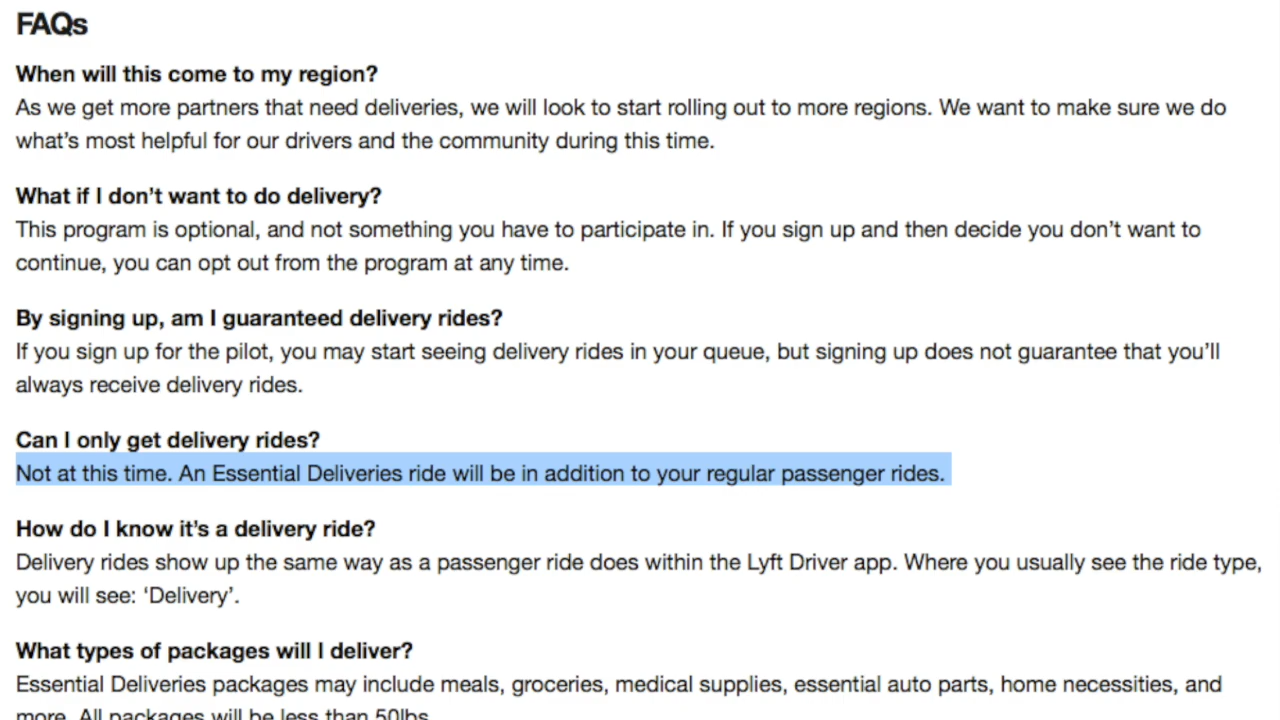 FAQs
When will this come to my region?
As we get more partners that need deliveries, we will look to start rolling out to more regions. We want to make sure we do
what’s most helpful for our drivers and the community during this time.
What if I don’t want to do delivery?
This program is optional, and not something you have to participate in. If you sign up and then decide you don’t want to
continue, you can opt out from the program at any time.
By signing up, am I guaranteed delivery rides?
If you sign up for the pilot, you may start seeing delivery rides in your queue, but signing up does not guarantee that you’ll
always receive delivery rides.
Can I only get delivery rides?
Not at this time. An Essential Deliveries ride will be in addition to your regular passenger rides.
How do I know it’s a delivery ride?
Delivery rides show up the same way as a passenger ride does within the Lyft Driver app. Where you usually see the ride type,
you will see: ‘Delivery’.
What types of packages will I deliver?
Essential Deliveries packages may include meals, groceries, medical supplies, essential auto parts, home necessities, and
more. All packages will be less than 50lbs.